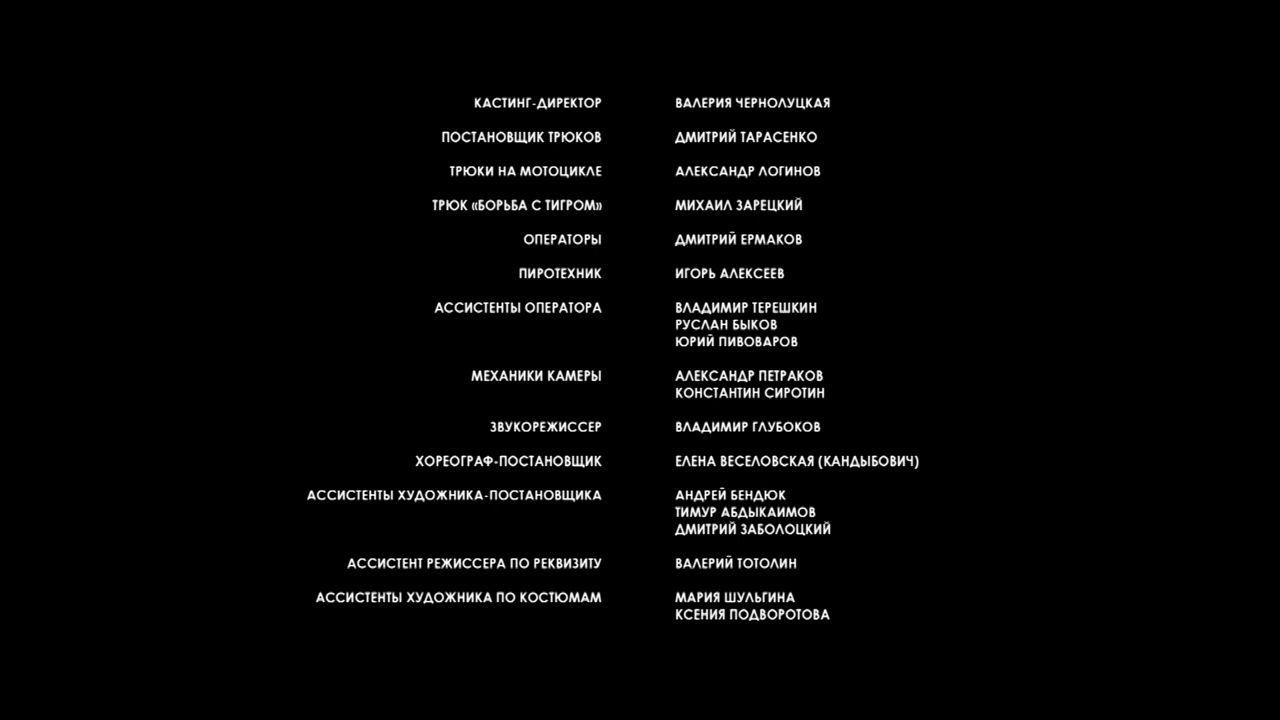 КАСТИНГ-ДИРЕКТОР ВАЛЕРИЯ ЧЕРНОЛУЦКАЯ
ПОСТАНОВЩИК ТРЮКОВ ДМИТРИЙ ТАРАСЕНКО
ТРЮКИ НА МОТОЦИКЛЕ АЛЕКСАНДР ЛОГИНОВ
ТРЮК «БОРЬБА С ТИГРОМ» МИХАИЛ ЗАРЕЦКИЙ
ОПЕРАТОРЫ ДМИТРИЙ ЕРМАКОВ
ПИРОТЕХНИК ИГОРЬ АЛЕКСЕЕВ
АССИСТЕНТЫ ОПЕРАТОРА ВЛАДИМИР ТЕРЕШКИН
РУСЛАН БЫКОВ
ЮРИЙ ПИВОВАРОВ
МЕХАНИКИ КАМЕРЫ АЛЕКСАНДР ПЕТРАКОВ
КОНСТАНТИН СИРОТИН
ЗВУКОРЕЖИССЕР ВЛАДИМИР ГЛУБОКОВ
ХОРЕОГРАФ-ПОСТАНОВЩИК ЕЛЕНА ВЕСЕЛОВСКАЯ (КАНДЫБОВИЧ)
АССИСТЕНТЫ ХУДОЖНИКА-ПОСТАНОВЩИКА АНДРЕЙ БЕНДЮК
ТИМУР АБДЫКАИМОВ
ДМИТРИЙ ЗАБОЛОЦКИЙ
АССИСТЕНТ РЕЖИССЕРА ПО РЕКВИЗИТУ ВАЛЕРИЙ ТОТОЛИН
АССИСТЕНТЫ ХУДОЖНИКА ПО КОСТЮМАМ МАРИЯ ШУЛЬГИНА
КСЕНИЯ ПОДВОРОТОВА